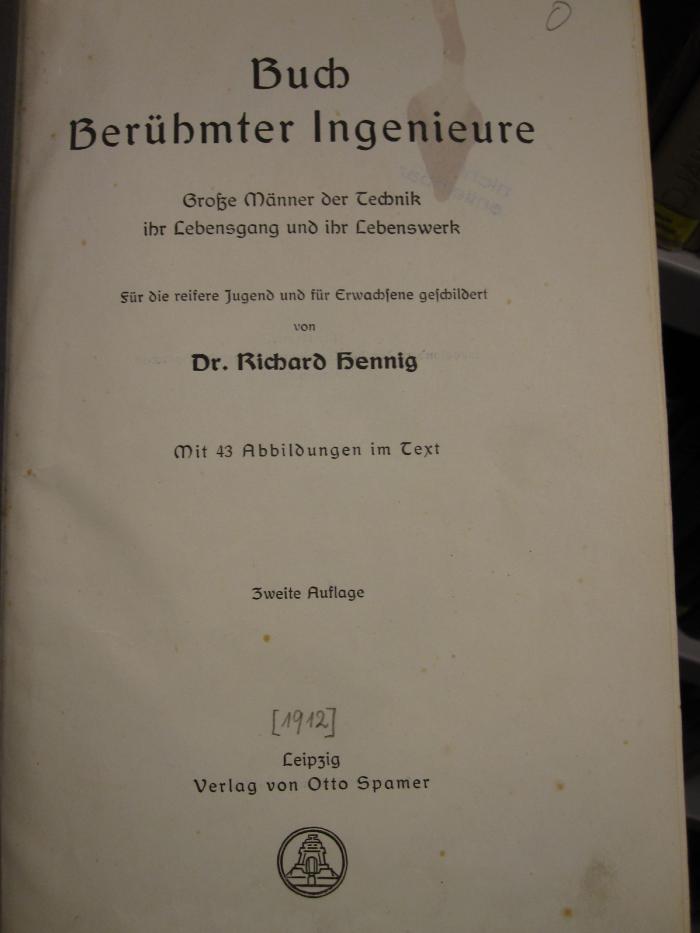 O
Buch
Berühmter Ingenieure
Große Männer der Technik
ihr Lebensgang und ihr Lebenswerk
Für die reifere Jugend und für Erwachſene geſchildert
von
Dr. Richard Hennig
Mit 43 Abbildungen im Text
Zweite Auflage
[1912]
Leipzig
Verlag von Otto Spamer